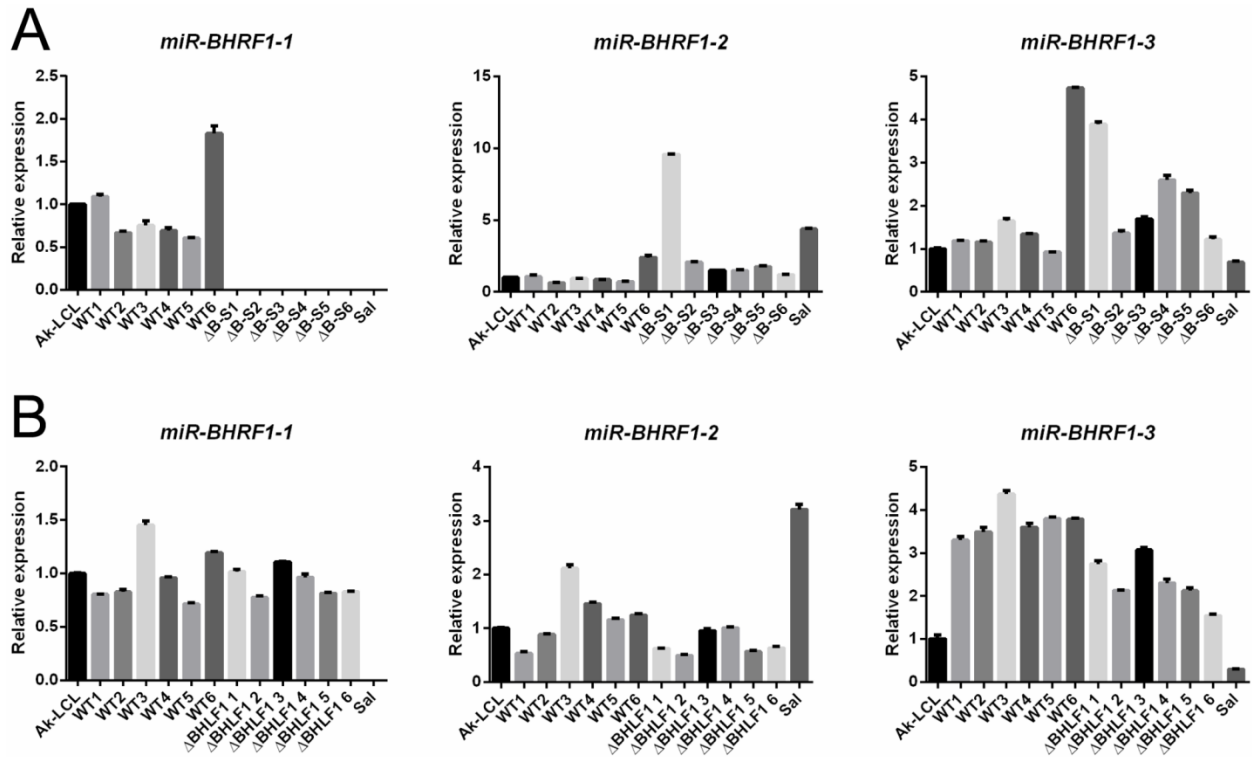 A
miR-BHRF1-1
Relative expression
2.5
2.0
1.5
1.0
0.5
0.0
Ak-LCL
WT1
WT2
WT3
WT4
WT5
WT6
ΔB-S1
ΔB-S2
ΔB-S3
ΔB-S4
ΔB-S5
ΔB-S6
Sal
miR-BHRF1-2
Relative expression
15
10
5
0
Ak-LCL
WT1
WT2
WT3
WT4
WT5
WT6
ΔB-S1
ΔB-S2
ΔB-S3
ΔB-S4
ΔB-S5
ΔB-S6
Sal
miR-BHRF1-3
Relative expression
5
4
3
2
1
0
Ak-LCL
WT1
WT2
WT3
WT4
WT5
WT6
ΔB-S1
ΔB-S2
ΔB-S3
ΔB-S4
ΔB-S5
ΔB-S6
Sal
B
miR-BHRF1-1
Relative expression
2.0
1.5
1.0
0.5
0.0
Ak-LCL
WT1
WT2
WT3
WT4
WT5
WT6
ΔBHLF1 1
ΔBHLF1 2
ΔBHLF1 3
ΔBHLF1 4
ΔBHLF1 5
ΔBHLF1 6
Sal
miR-BHRF1-2
Relative expression
4
3
2
1
0
Ak-LCL
WT1
WT2
WT3
WT4
WT5
WT6
ΔBHLF1 1
ΔBHLF1 2
ΔBHLF1 3
ΔBHLF1 4
ΔBHLF1 5
ΔBHLF1 6
Sal
miR-BHRF1-3
Relative expression
5
4
3
2
1
0
Ak-LCL
WT1
WT2
WT3
WT4
WT5
WT6
ΔBHLF1 1
ΔBHLF1 2
ΔBHLF1 3
ΔBHLF1 4
ΔBHLF1 5
ΔBHLF1 6
Sal